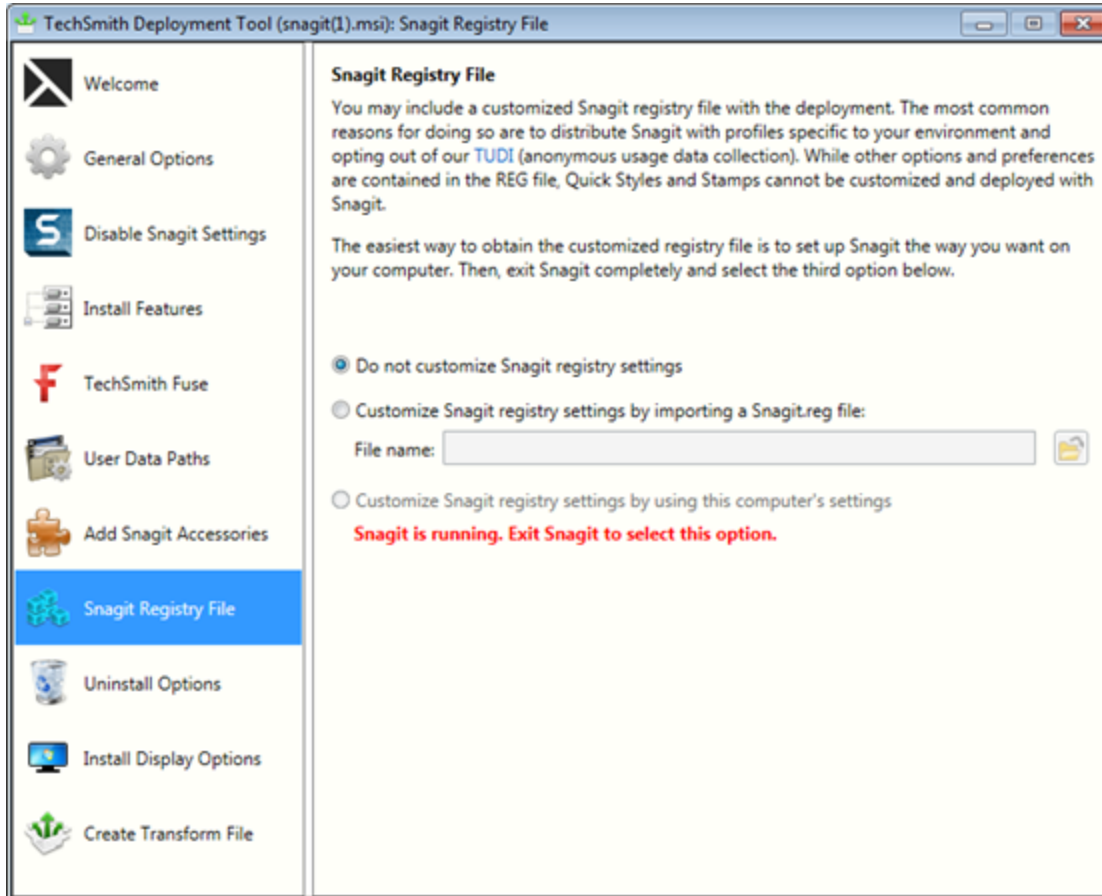 TechSmith Deployment Tool (snagit(1).msi): Snagit Registry File
Welcome
General Options
Disable Snagit Settings
Install Features
TechSmith Fuse
User Data Paths
Add Snagit Accessories
Snagit Registry File
Uninstall Options
Install Display Options
Create Transform File
Snagit Registry File
You may include a customized Snagit registry file with the deployment. The most common
reasons for doing so are to distribute Snagit with profiles specific to your environment and
opting out of our TUDI (anonymous usage data collection). While other options and preferences
are contained in the REG file, Quick Styles and Stamps cannot be customized and deployed with
Snagit.
The easiest way to obtain the customized registry file is to set up Snagit the way you want on
your computer. Then, exit Snagit completely and select the third option below.
Do not customize Snagit registry settings
Customize Snagit registry settings by importing a Snagit.reg file:
File name:
Customize Snagit registry settings by using this computer's settings
Snagit is running. Exit Snagit to select this option.